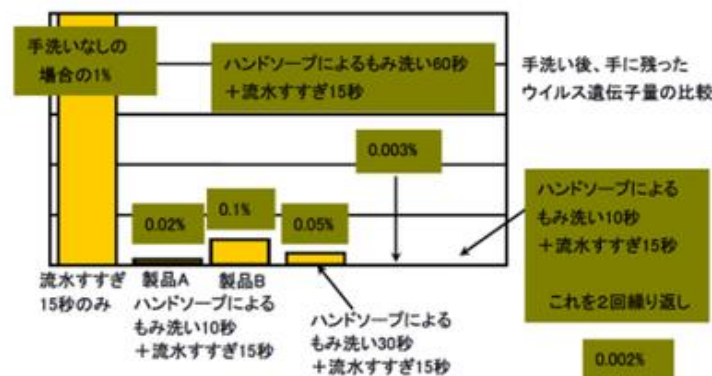 手洗いなしの
場合の1%
ハンドソープによるもみ洗い60秒
＋流水すすぎ15秒
手洗い後、手に残った
ウイルス遺伝子量の比較
0.003%
0.02%
0.1%
0.05%
ハンドソープによる
もみ洗い10秒
＋流水すすぎ15秒
これを2回繰り返し
0.002%
流水すすぎ
15秒のみ
製品A
製品B
ハンドソープによる
もみ洗い10秒
＋流水すすぎ15秒
ハンドソープによる
もみ洗い30秒
＋流水すすぎ15秒